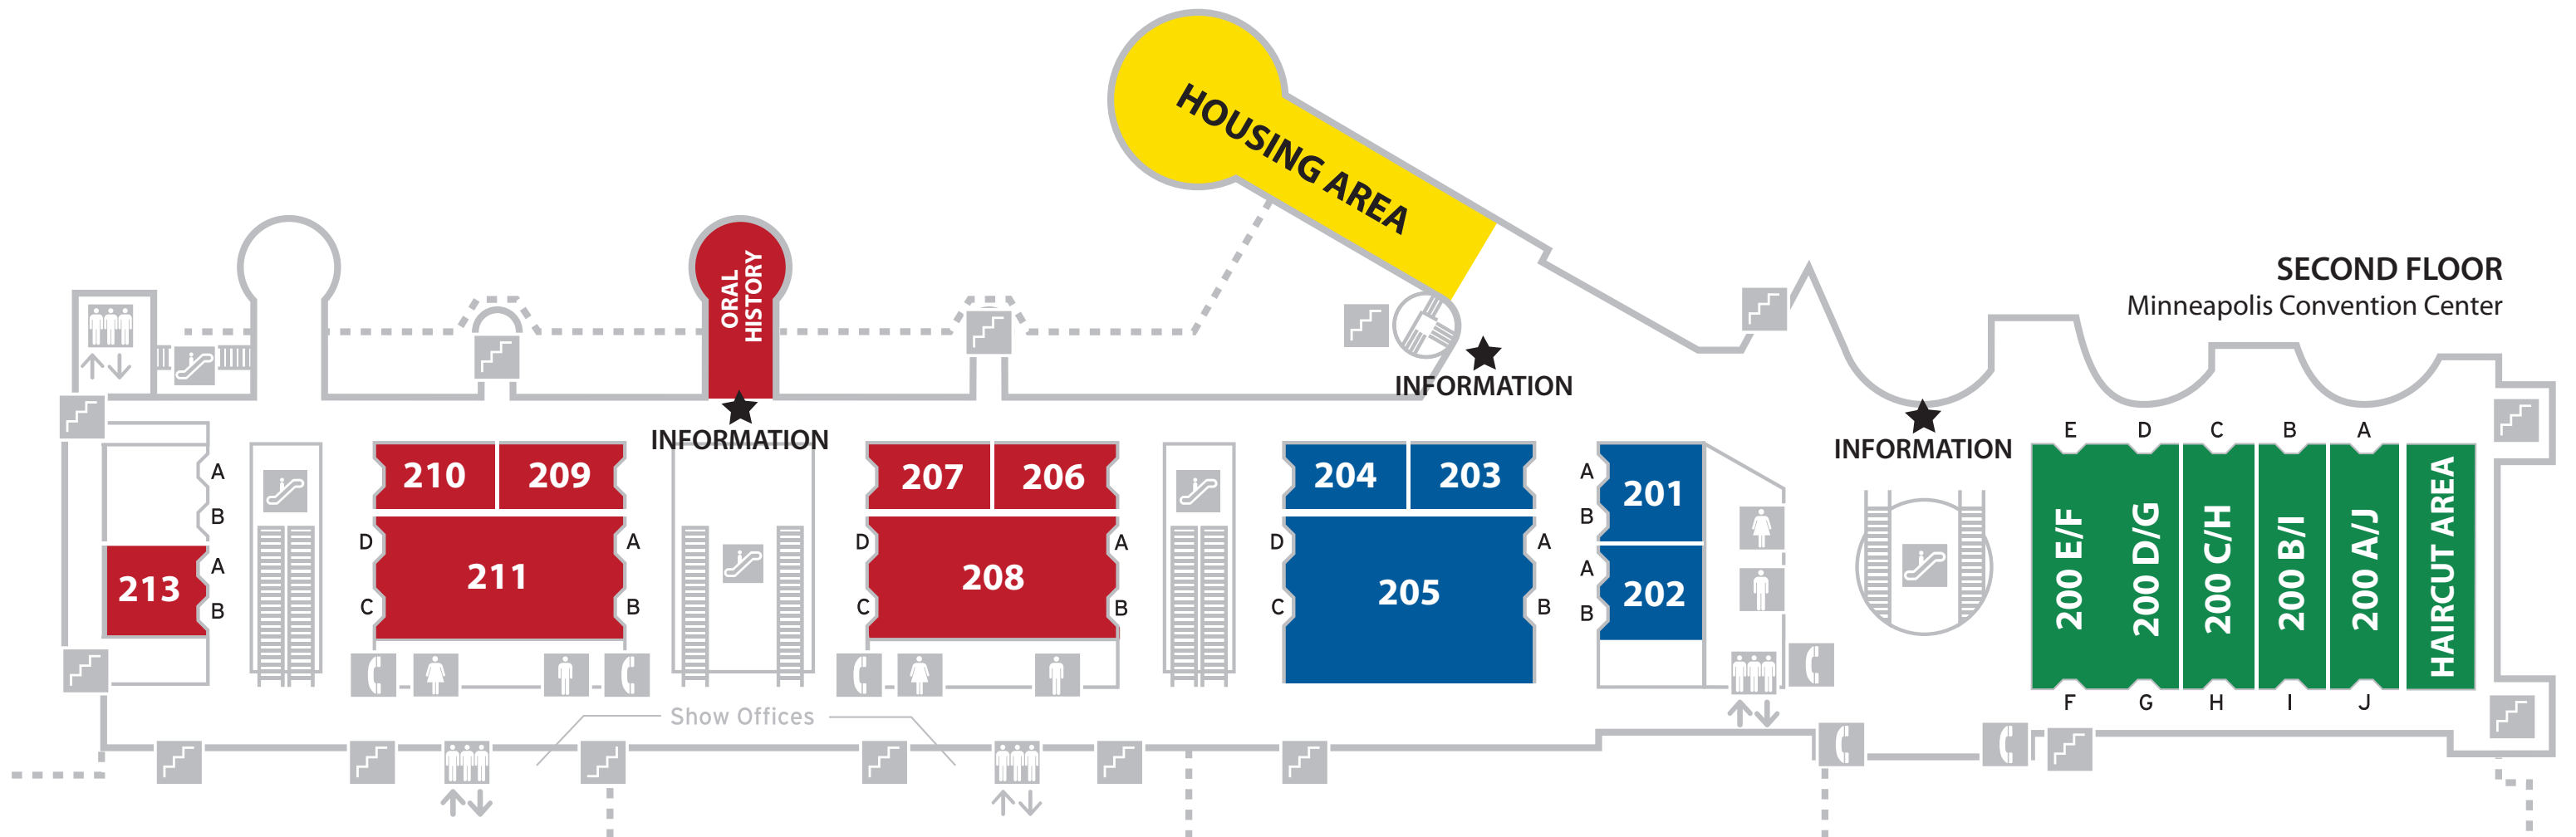 HOUSING AREA
SECOND FLOOR
Minneapolis Convention Center
ORAL
HISTORY
INFORMATION
INFORMATION
INFORMATION
A
B
213
A
B
210
209
D
211
A
C
B
207
206
D
208
A
C
B
204
203
D
205
A
C
B
A
201
B
A
202
B
E
D
C
B
A
200 E/F
200 D/G
200 C/H
200 B/I
200 A/J
HAIRCUT AREA
F
G
H
I
J
Show Offices